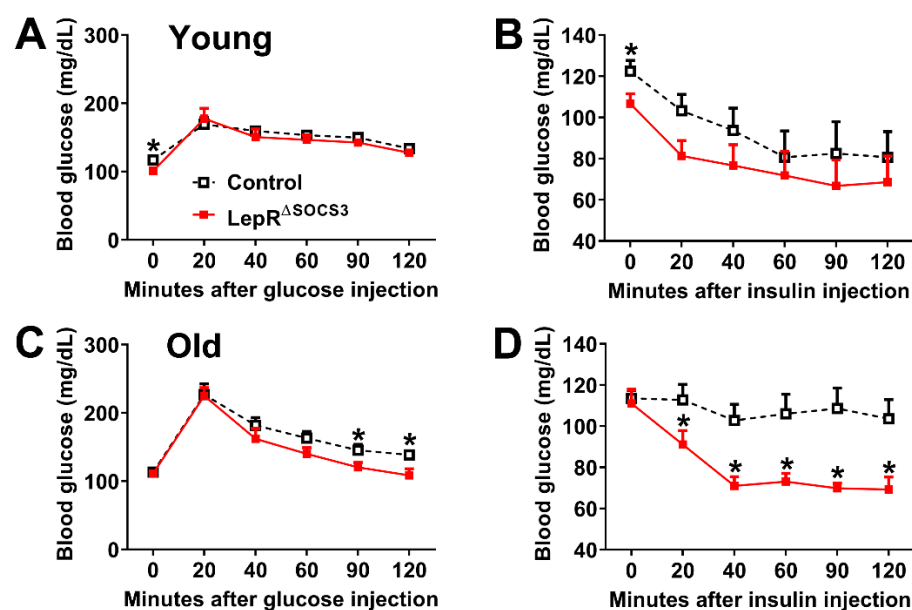 A
Young
Blood glucose (mg/dL)
300
200
100
0
*
Control
LepR^ΔSOCS3
0 20 40 60 90 120
Minutes after glucose injection
B
Blood glucose (mg/dL)
140
120
100
80
60
40
*
0 20 40 60 90 120
Minutes after insulin injection
C
Old
Blood glucose (mg/dL)
300
200
100
0
* *
0 20 40 60 90 120
Minutes after glucose injection
D
Blood glucose (mg/dL)
140
120
100
80
60
40
* * * * *
0 20 40 60 90 120
Minutes after insulin injection